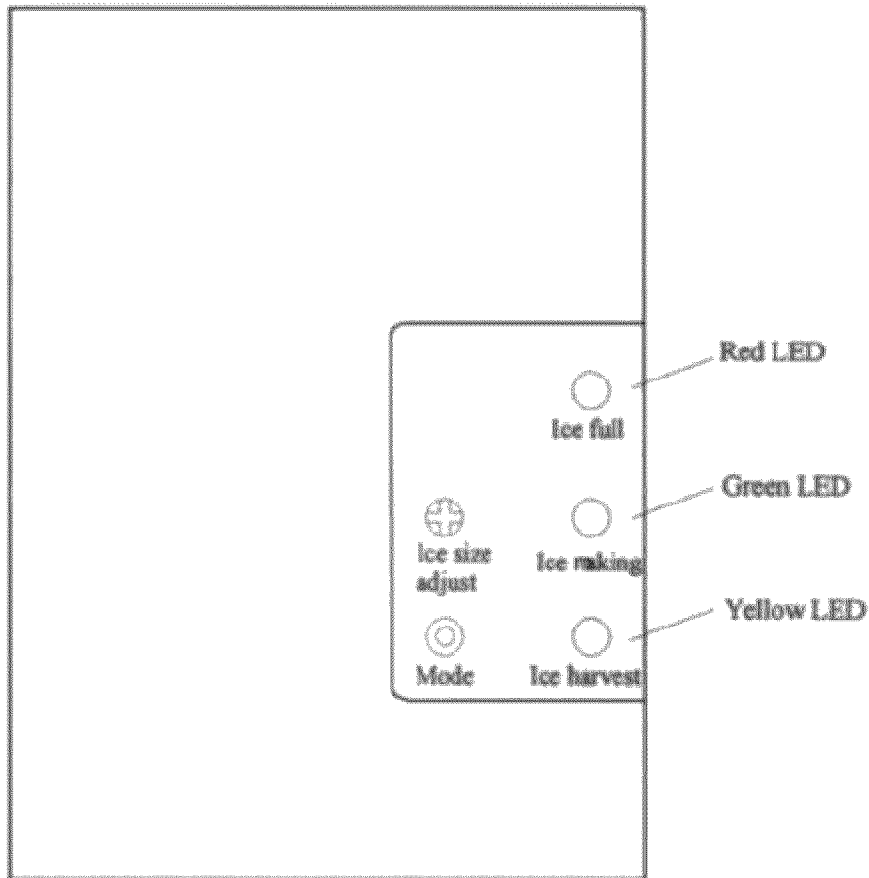 Red LED
Ice full
Green LED
Ice size
adjust
Ice making
Yellow LED
Mode
Ice harvest